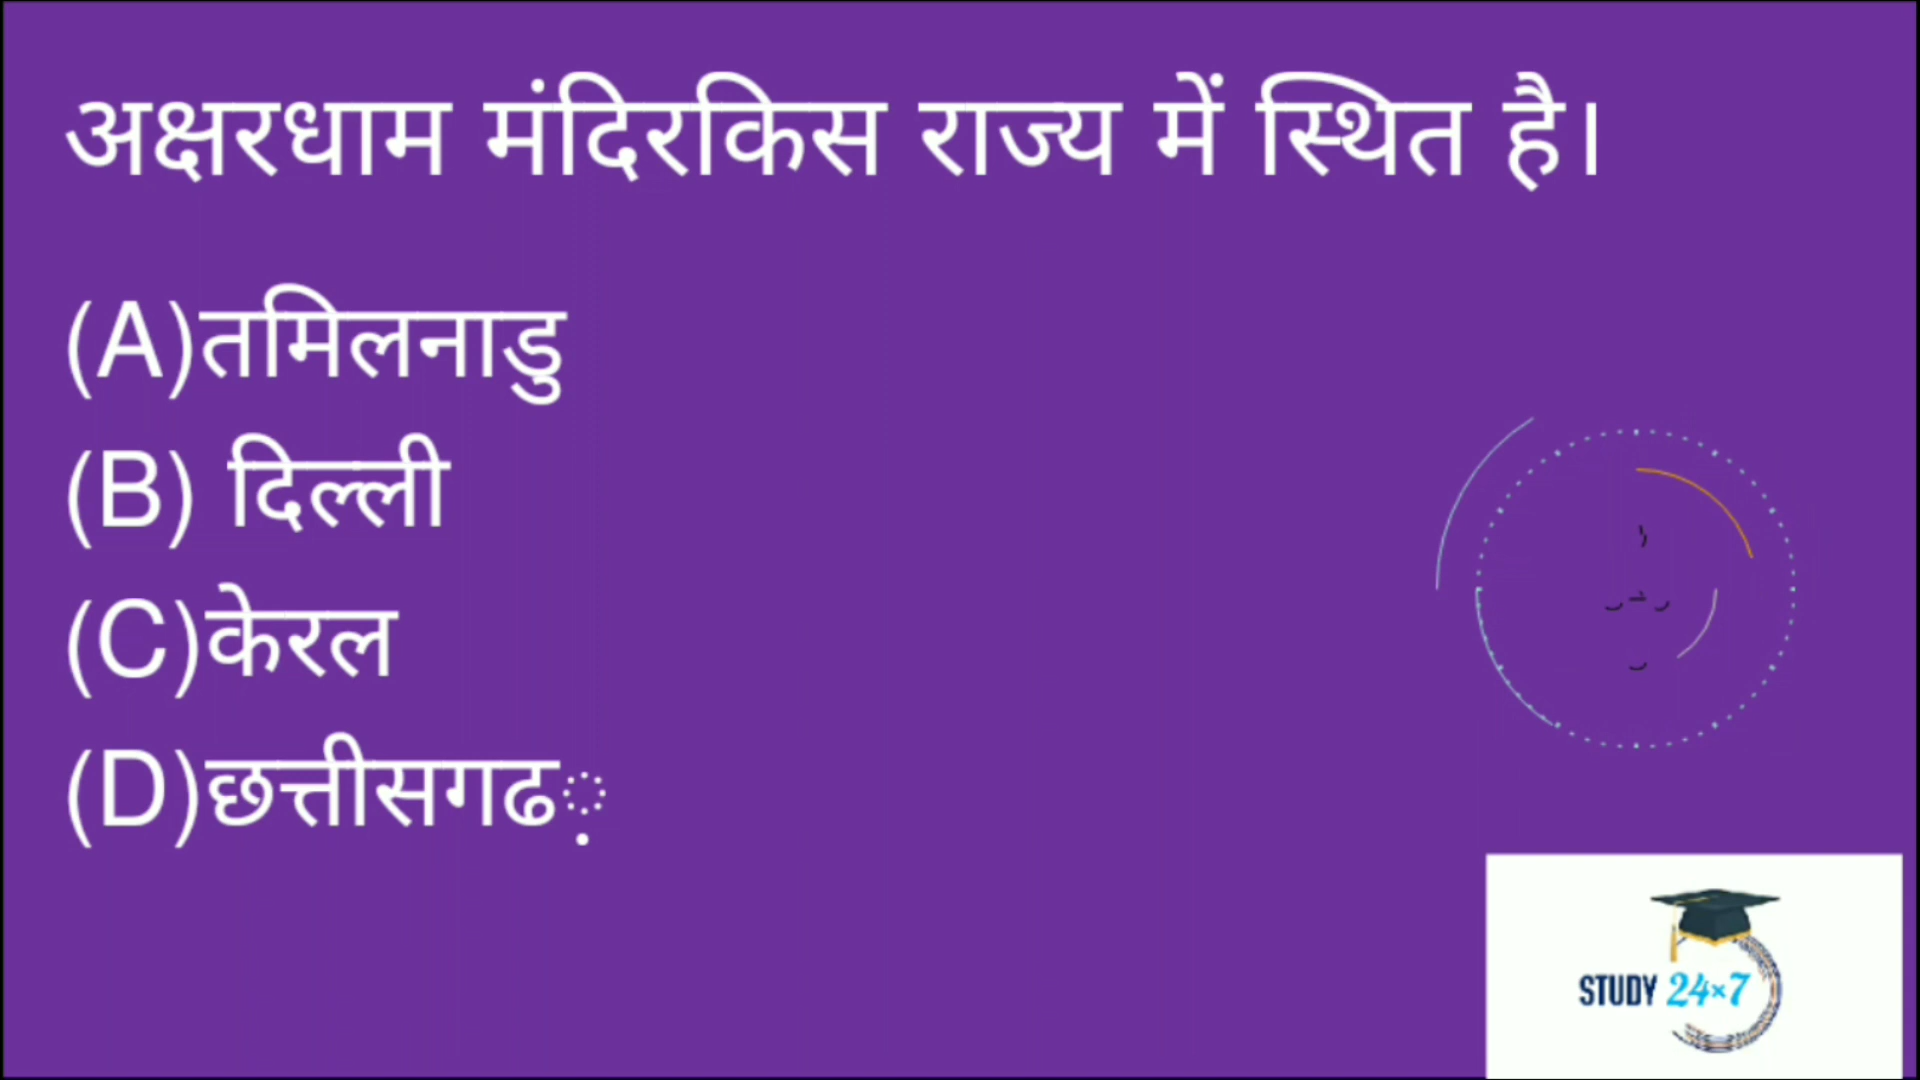 अक्षरधाम मंदिरकिस राज्य में स्थित है।
(A)तमिलनाडु
(B) दिल्ली
(C)केरल
(D)छत्तीसगढ़
STUDY 24×7